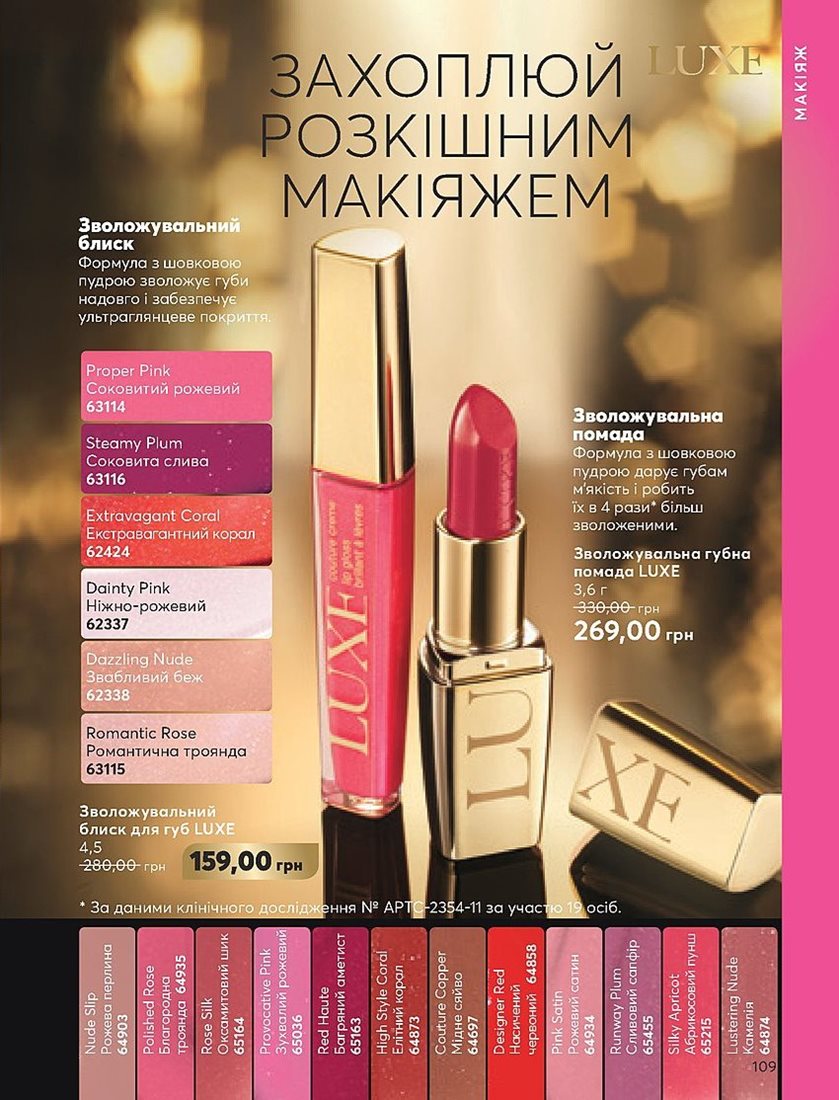 LUXE
ЗАХОПЛЮЙ
РОЗКІШНИМ
МАКІЯЖЕМ
МАКІЯЖ
Зволожувальний
блиск
Формула з шовковою
пудрою зволожує губи
надовго і забезпечує
ультраглянцеве покриття.
Proper Pink
Соковитий рожевий
63114
Steamy Plum
Соковита слива
63116
Extravagant Coral
Екстравагантний корал
62424
Dainty Pink
Ніжно-рожевий
62337
Dazzling Nude
Звабливий беж
62338
Romantic Rose
Романтична троянда
63115
Зволожувальний
блиск для губ LUXE
4,5
280,00 грн
159,00 грн
couture creme
lip gloss
brillant à lèvres
LUXE
LU
XE
Зволожувальна
помада
Формула з шовковою
пудрою дарує губам
м'якість і робить
їх в 4 рази* більш
зволоженими.
Зволожувальна губна
помада LUXE
3,6 г
330,00 грн
269,00 грн
* За даними клінічного дослідження № АРТС-2354-11 за участю 19 осіб.
Nude Slip
Рожева перлина
64903
Polished Rose
Благородна
троянда 64935
Rose Silk
Оксамитовий шик
65164
Provocative Pink
Зухвалий рожевий
65036
Red Haute
Багряний аметист
65163
High Style Coral
Елітний корал
64873
Couture Copper
Мідне сяйво
64697
Designer Red
Насичений
червоний 64858
Pink Satin
Рожевий сатин
64934
Runway Plum
Сливовий сапфір
65455
Silky Apricot
Абрикосовий пунш
65215
Lustering Nude
Камелія
64874
109